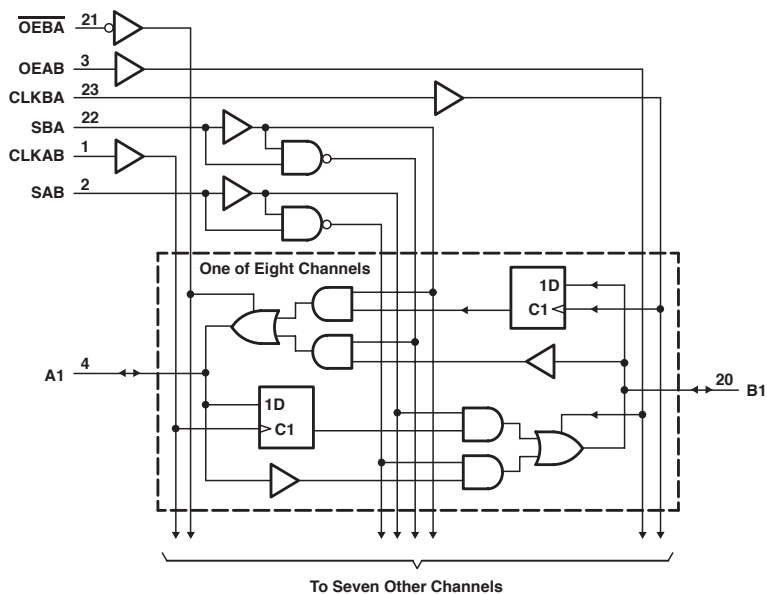 OEBA 21
OEAB 3
CLKBA 23
SBA 22
CLKAB 1
SAB 2
One of Eight Channels
1D
C1
A1 4
20 B1
1D
C1
To Seven Other Channels